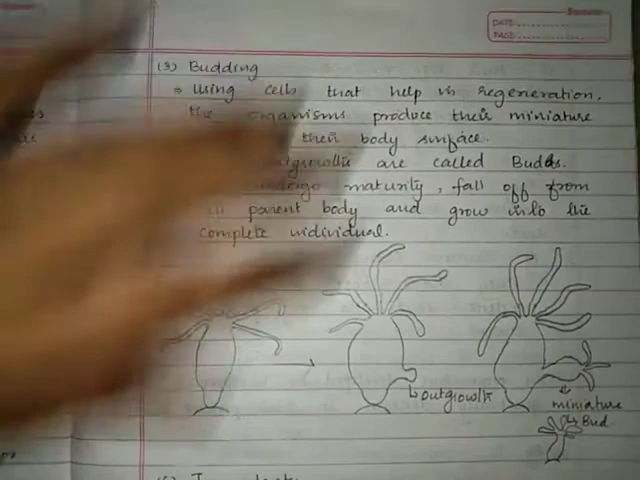 DATE
PAGE
(3) Budding
⇒ Using cells that help in regeneration,
the organisms produce their miniature
their body surface.
outgrowths are called Buds.
undergo maturity, fall off from
parent body and grow into the
complete individual.
outgrowth
miniature
Bud